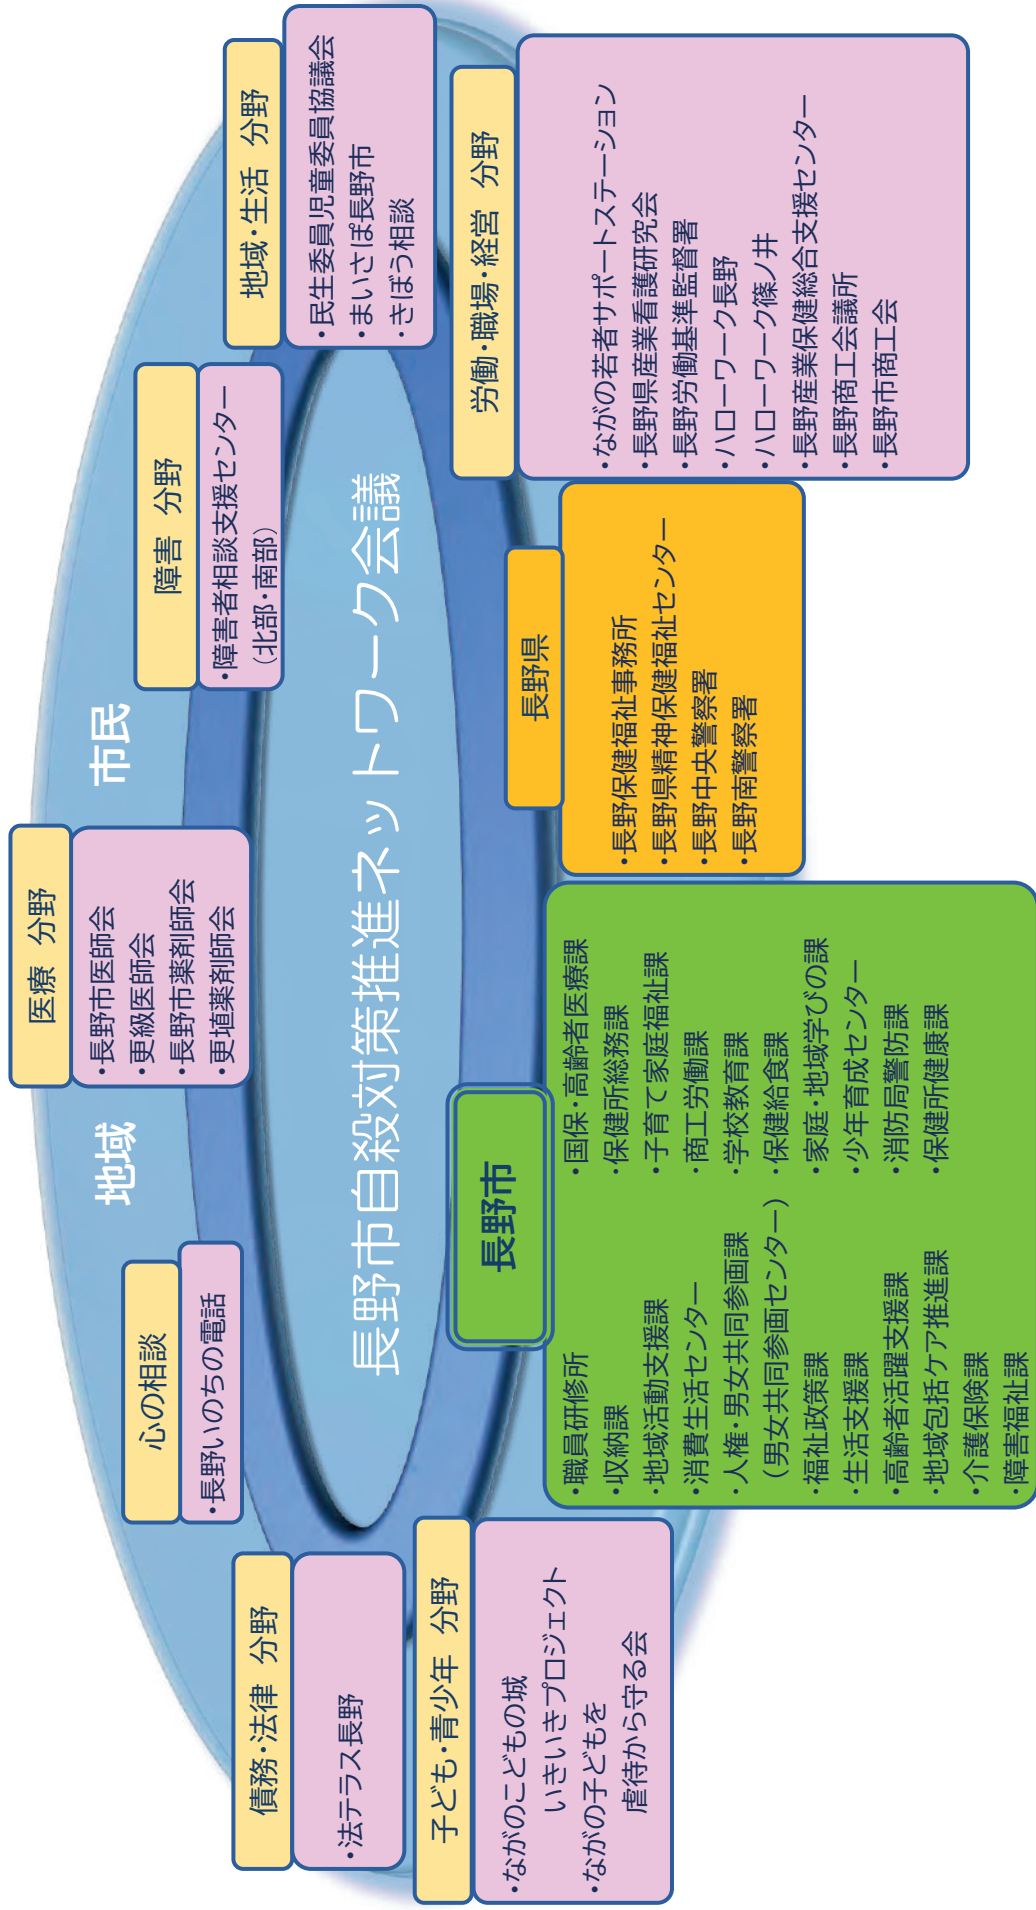 医療 分野
・長野市医師会
・更級医師会
・長野市薬剤師会
・更埴薬剤師会
地域
市民
心の相談
・長野いのちの電話
障害 分野
・障害者相談支援センター
（北部・南部）
債務・法律 分野
・法テラス長野
地域・生活 分野
・民生委員児童委員協議会
・まいさぽ長野市
・きぼう相談
長野市自殺対策推進ネットワーク会議
子ども・青少年 分野
・ながのこどもの城
いきいきプロジェクト
・ながの子どもを
虐待から守る会
長野市
・職員研修所
・収納課
・地域活動支援課
・消費生活センター
・人権・男女共同参画課
（男女共同参画センター）
・福祉政策課
・生活支援課
・高齢者活躍支援課
・地域包括ケア推進課
・介護保険課
・障害福祉課
・国保・高齢者医療課
・保健所総務課
・子育て家庭福祉課
・商工労働課
・学校教育課
・保健給食課
・家庭・地域学びの課
・少年育成センター
・消防局警防課
・保健所健康課
長野県
・長野保健福祉事務所
・長野県精神保健福祉センター
・長野中央警察署
・長野南警察署
労働・職場・経営 分野
・ながの若者サポートステーション
・長野県産業看護研究会
・長野労働基準監督署
・ハローワーク長野
・ハローワーク篠ノ井
・長野産業保健総合支援センター
・長野商工会議所
・長野市商工会